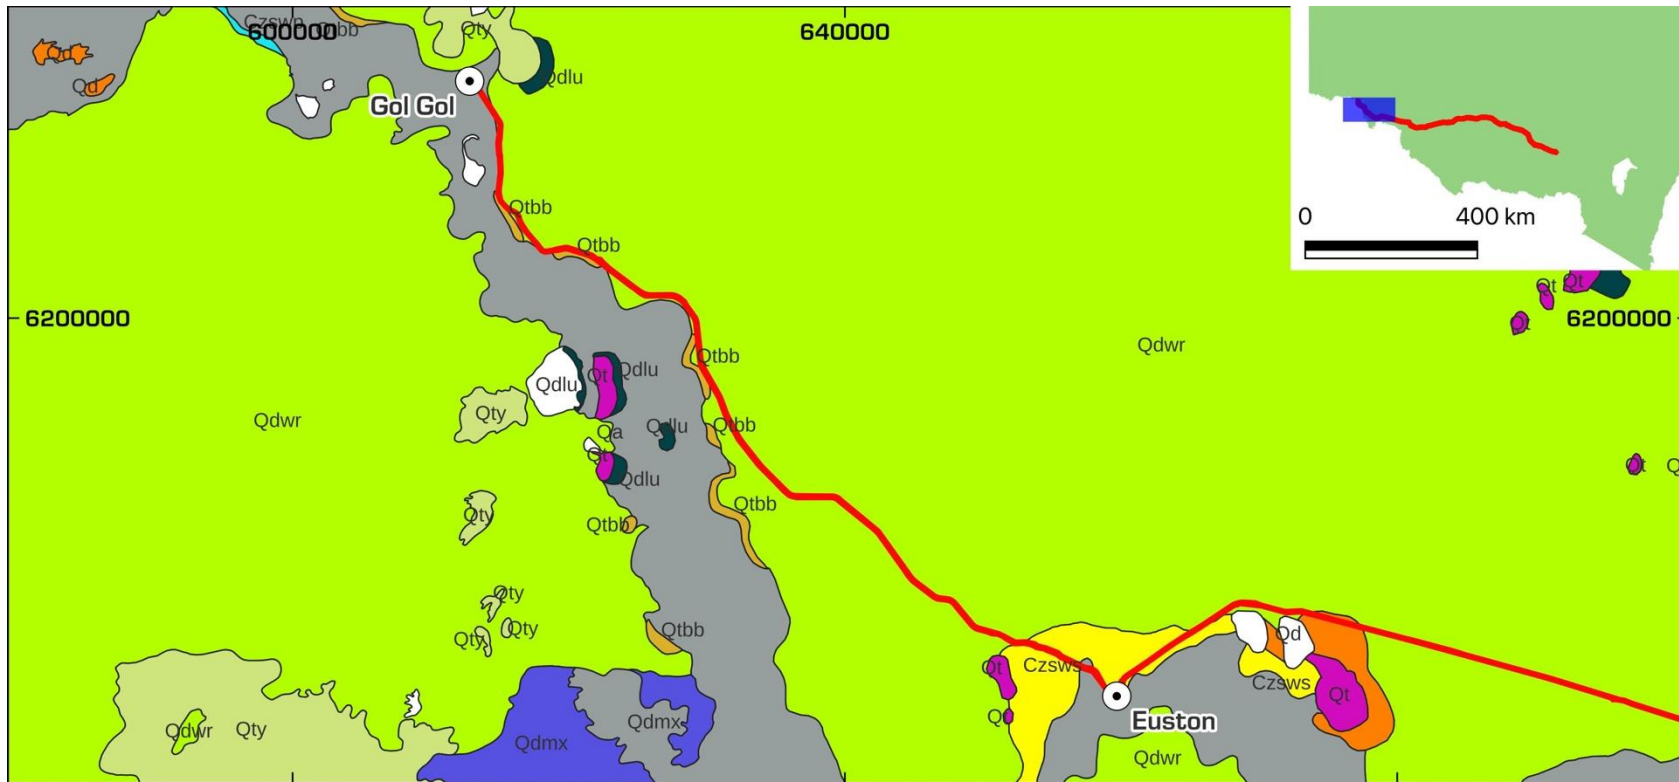 Czswp
600000
Qtbb
Qty
640000
Qd
Qdlu
Gol Gol
0
400 km
Qtbb
Qtbb
Qt
Qt
6200000
6200000
Qdwr
Qtbb
Qdlu
Qt
Qdlu
Qty
Qdwr
Qtbb
Qa
Qdlu
Qt
Qt
Qdlu
Qtbb
Qty
Qtbb
Qty
Qty
Qty
Qtbb
Qd
Qt
Czsws
Czsws
Qt
Qt
Euston
Qdmx
Qdwr
Qty
Qdmx
Qdwr